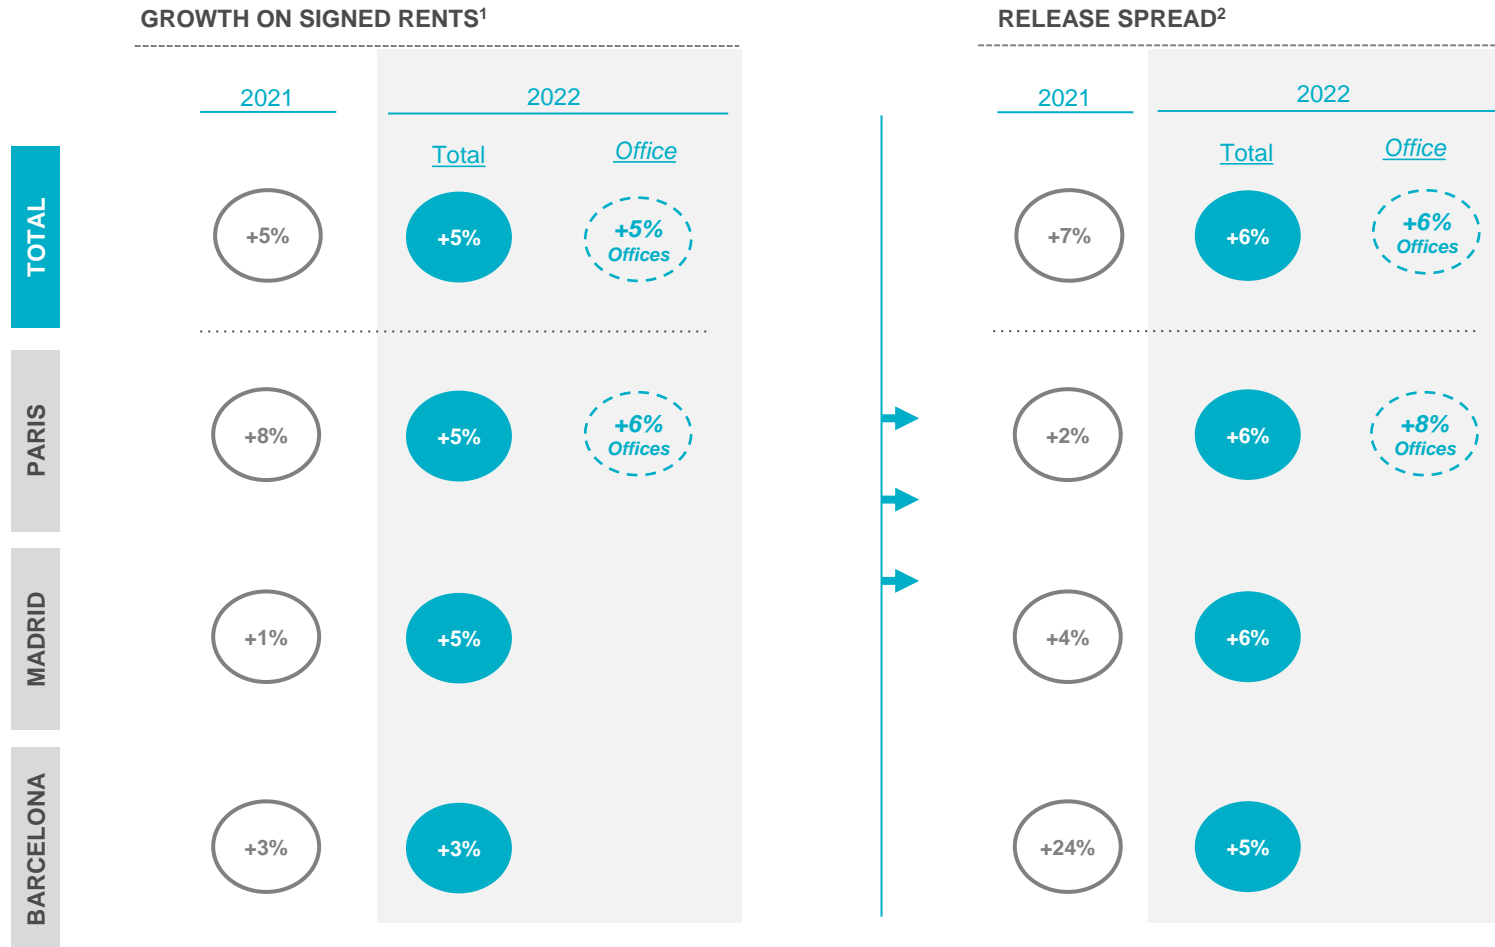 GROWTH ON SIGNED RENTS1
2021
2022
Total
Office
TOTAL
+5%
+5%
+5%
Offices
PARIS
+8%
+5%
+6%
Offices
MADRID
+1%
+5%
BARCELONA
+3%
+3%
RELEASE SPREAD2
2021
2022
Total
Office
+7%
+6%
+6%
Offices
+2%
+6%
+8%
Offices
+4%
+6%
+24%
+5%